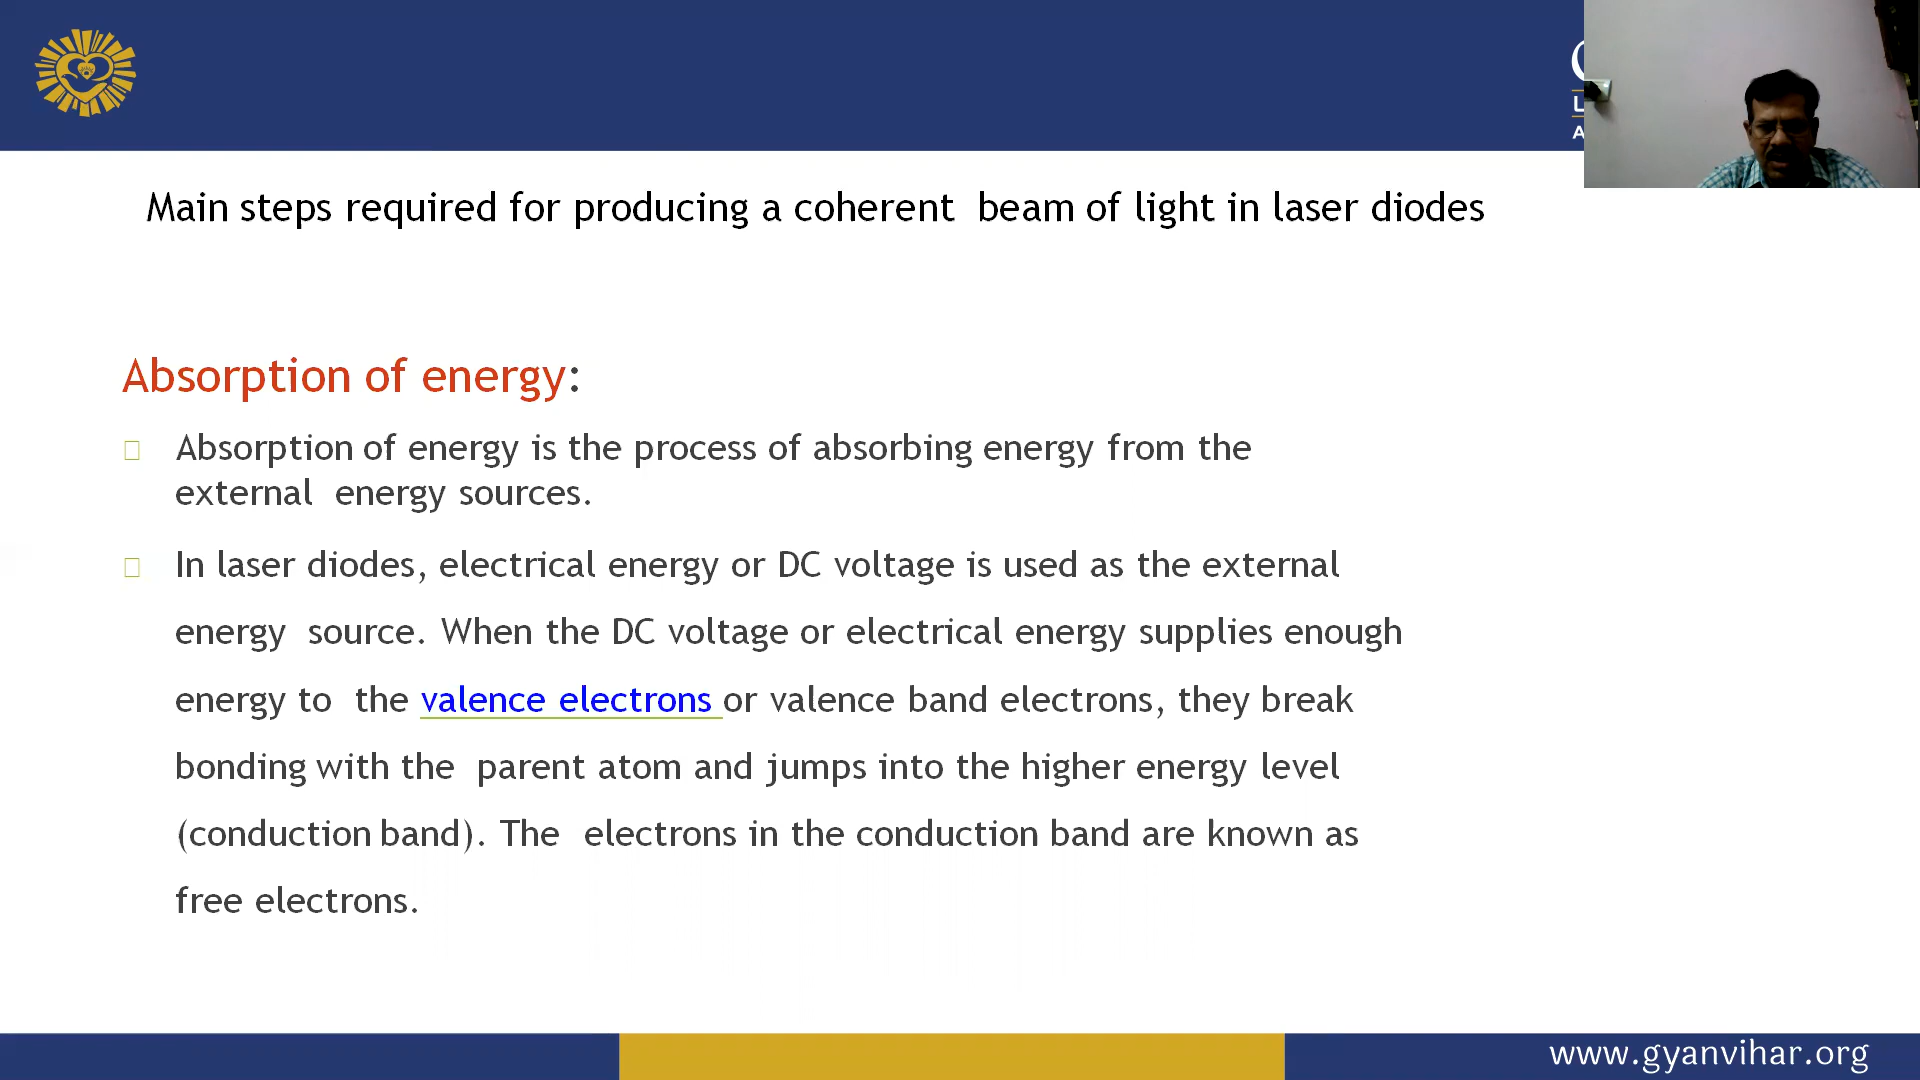 Main steps required for producing a coherent beam of light in laser diodes
Absorption of energy:
Absorption of energy is the process of absorbing energy from the
external energy sources.
In laser diodes, electrical energy or DC voltage is used as the external
energy source. When the DC voltage or electrical energy supplies enough
energy to the valence electrons or valence band electrons, they break
bonding with the parent atom and jumps into the higher energy level
(conduction band). The electrons in the conduction band are known as
free electrons.
www.gyanvihar.org